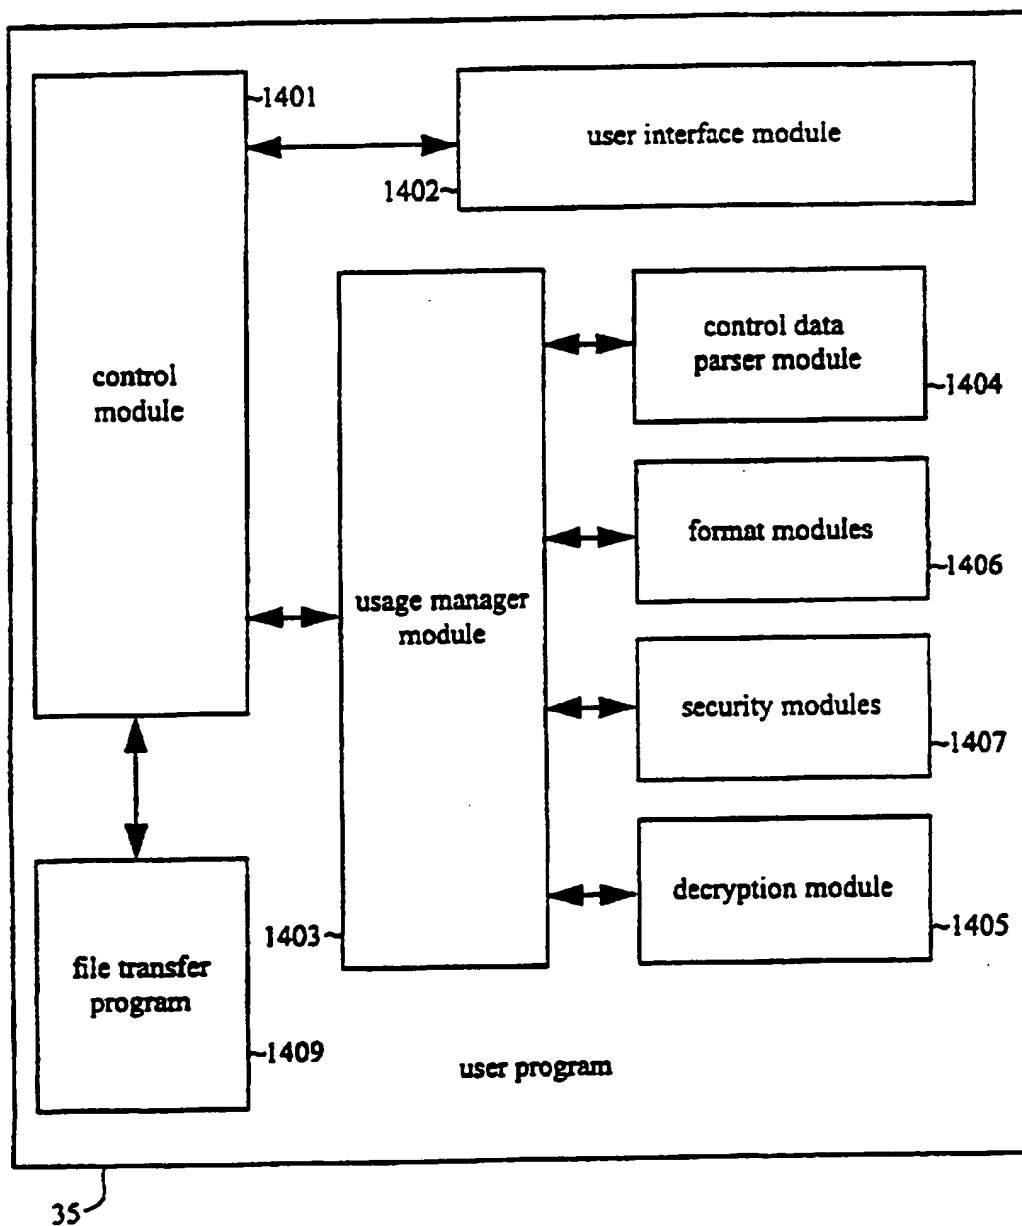 1401
user interface module
1402
control data
parser module
1404
control
module
format modules
1406
usage manager
module
security modules
1407
decryption module
1405
1403
file transfer
program
1409
user program
35